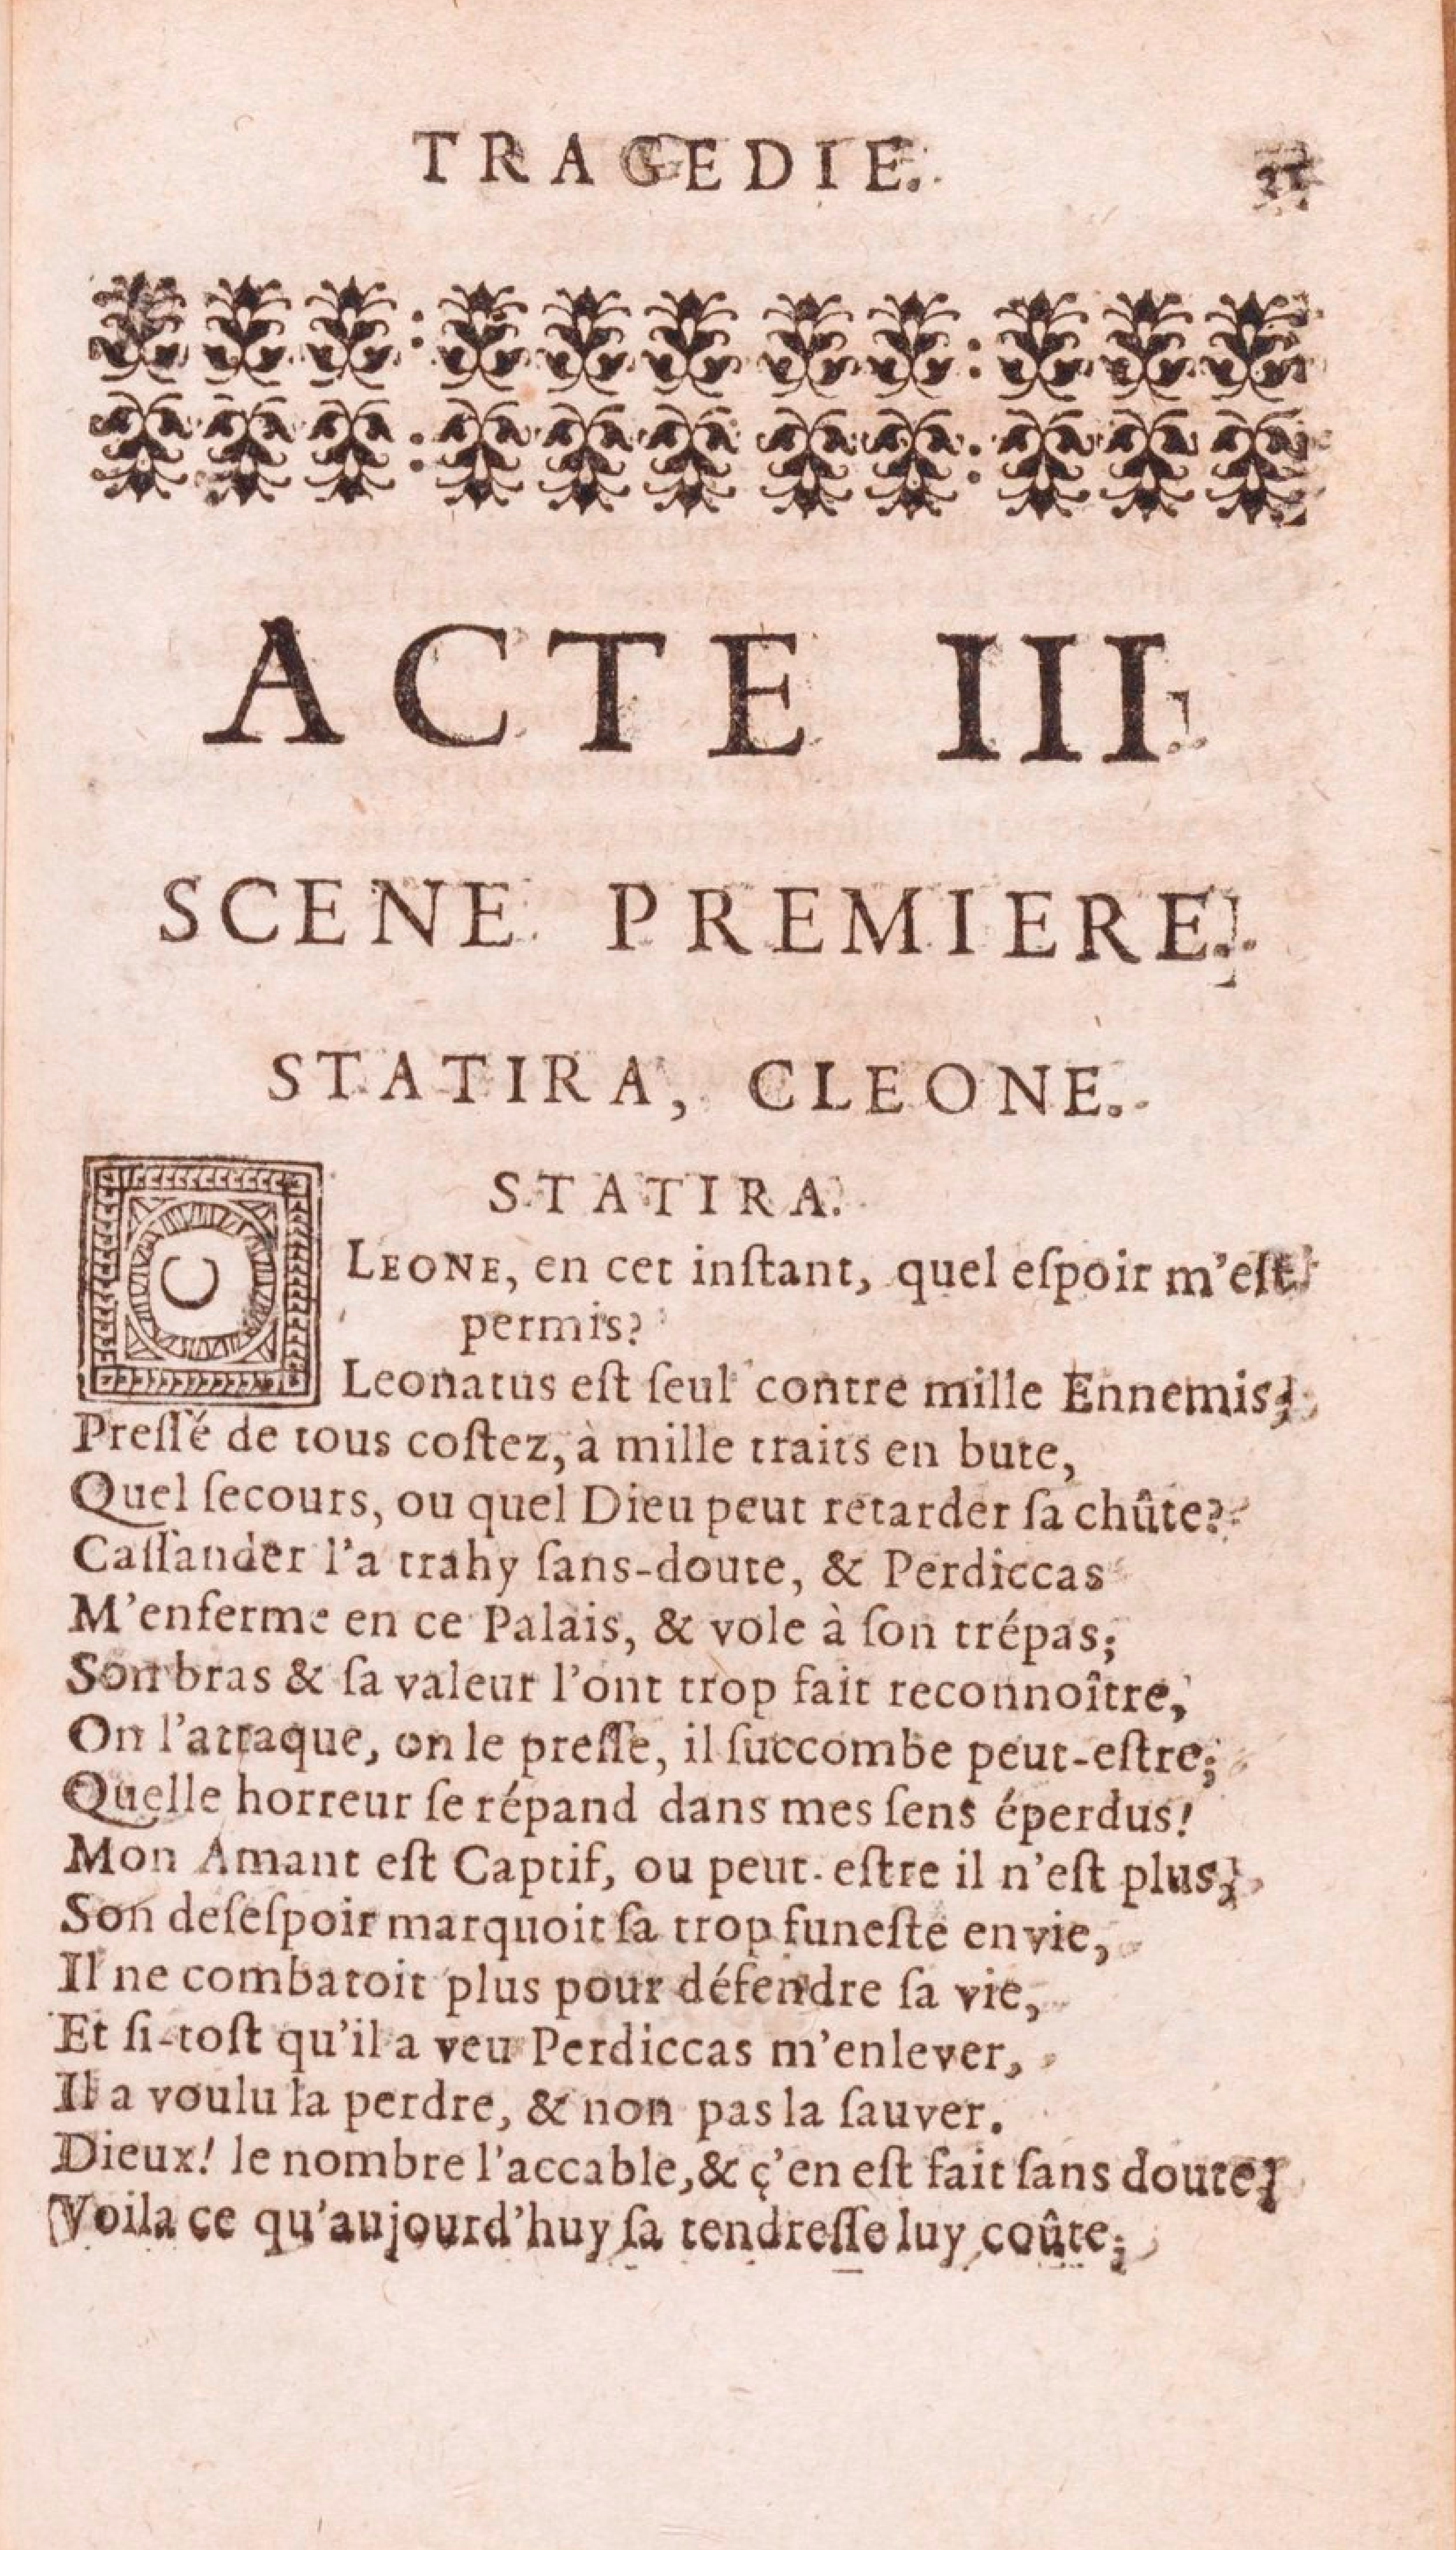 TRAGEDIE.
ACTE III.
SCENE PREMIERE.
STATIRA, CLEONE.
STATIRA.
CLEONE, en cet inſtant, quel eſpoir m'eſt
permis?
Leonatus eſt ſeul contre mille Ennemis;
Preſſé de tous coſtez, à mille traits en bute,
Quel ſecours, ou quel Dieu peut retarder ſa chûte?
Caſſander l'a trahy ſans-doute, & Perdiccas
M'enferme en ce Palais, & vole à ſon trépas;
Son bras & ſa valeur l'ont trop fait reconnoître,
On l'attaque, on le preſſe, il ſuccombe peut-eſtre;
Quelle horreur ſe répand dans mes ſens éperdus!
Mon Amant eſt Captif, ou peut-eſtre il n'eſt plus;
Son deſeſpoir marquoit ſa trop funeſte envie,
Il ne combatoit plus pour défendre ſa vie,
Et ſi-toſt qu'il a veu Perdiccas m'enlever,
Il a voulu la perdre, & non pas la ſauver.
Dieux! le nombre l'accable, & ç'en eſt fait ſans doute;
Voila ce qu'aujourd'huy ſa tendreſſe luy coûte;